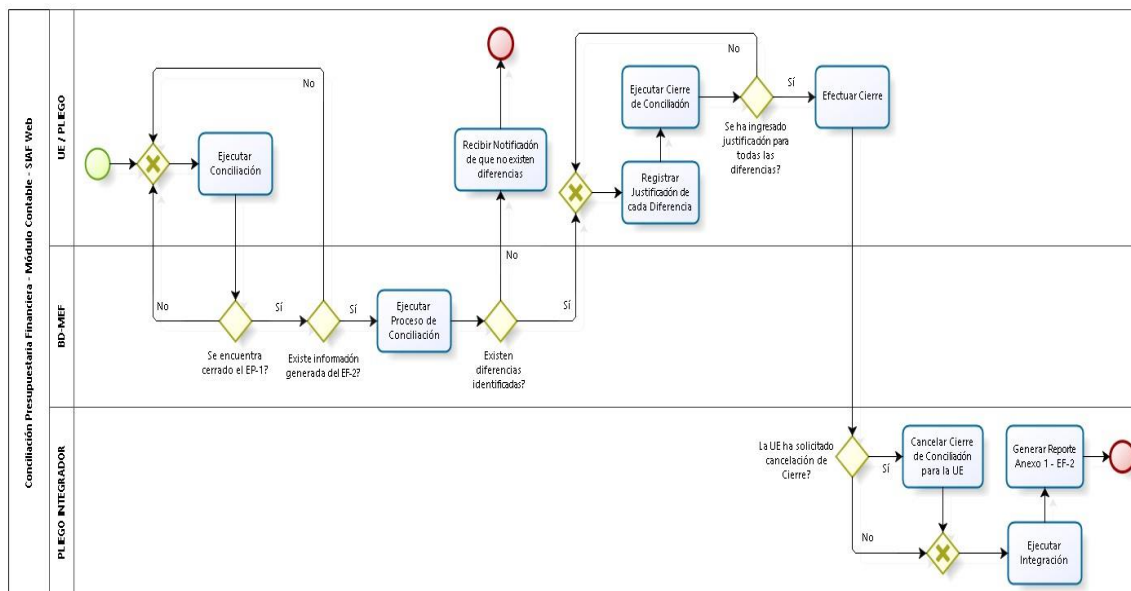 Conciliación Presupuestaria Financiera - Módulo Contable - SIAF Web
UE / PLIEGO
No
Ejecutar
Conciliación
Recibir Notificación
de que no existen
diferencias
No
Ejecutar Cierre
de Conciliación
Sí
Efectuar Cierre
Se ha ingresado
justificación para
todas las
diferencias?
Registrar
Justificación de
cada Diferencia
BD-MEF
No
Sí
Se encuentra
cerrado el EP-1?
Sí
Existe información
generada del EF-2?
Ejecutar
Proceso de
Conciliación
No
Sí
Existen
diferencias
identificadas?
PLIEGO INTEGRADOR
La UE ha solicitado
cancelación de
Cierre?
Sí
Cancelar Cierre
de Conciliación
para la UE
Generar Reporte
Anexo 1 - EF-2
No
Ejecutar
Integración